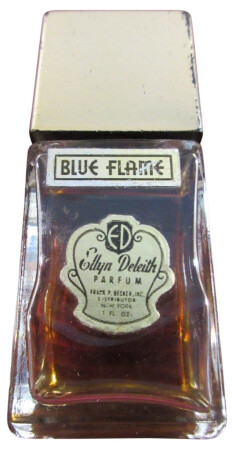 BLUE FLAME
ED
Ellyn Deleith
PARFUM
FRANK P. BECKER, INC.
DISTRIBUTOR
NEW YORK
1 FL. OZ.